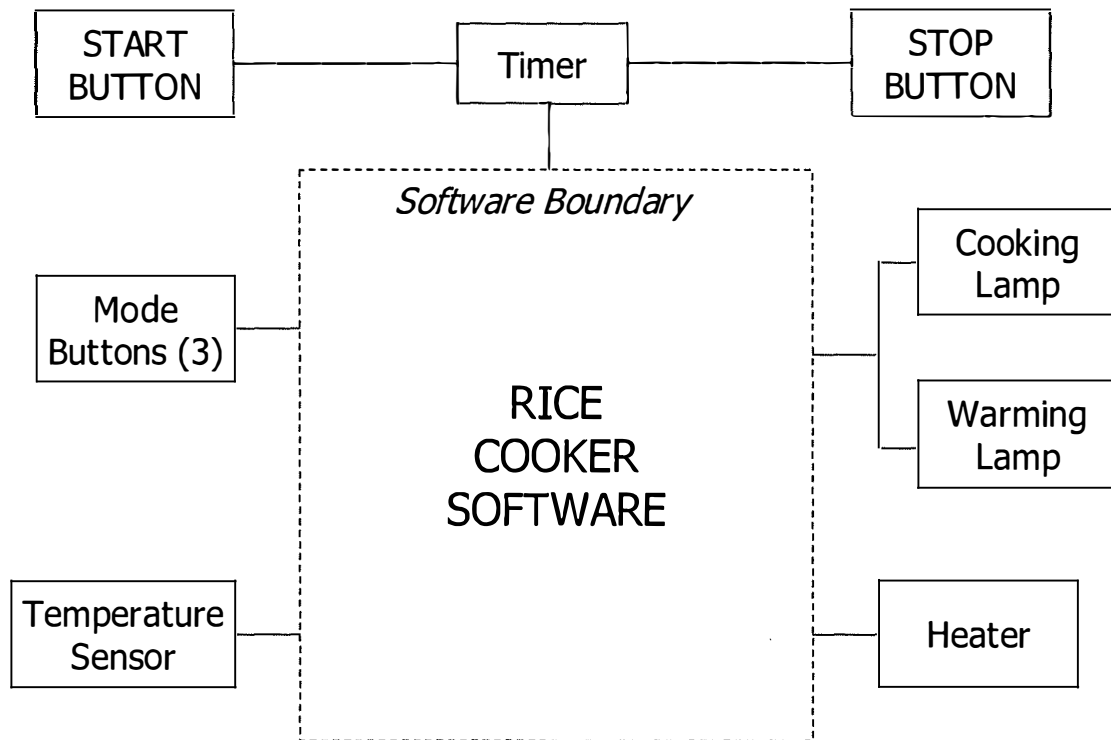 START
BUTTON
Timer
STOP
BUTTON
Software Boundary
Mode
Buttons (3)
Cooking
Lamp
RICE
COOKER
SOFTWARE
Warming
Lamp
Temperature
Sensor
Heater